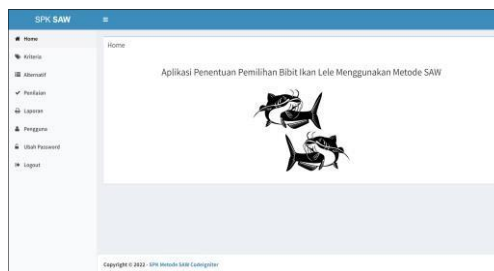 SPK SAW
Home
Kriteria
Alternatif
Penilaian
Laporan
Pengguna
Ubah Password
Logout
Home
Aplikasi Penentuan Pemilihan Bibit Ikan Lele Menggunakan Metode SAW
Copyright © 2022 - SPK Metode SAW Codeigniter